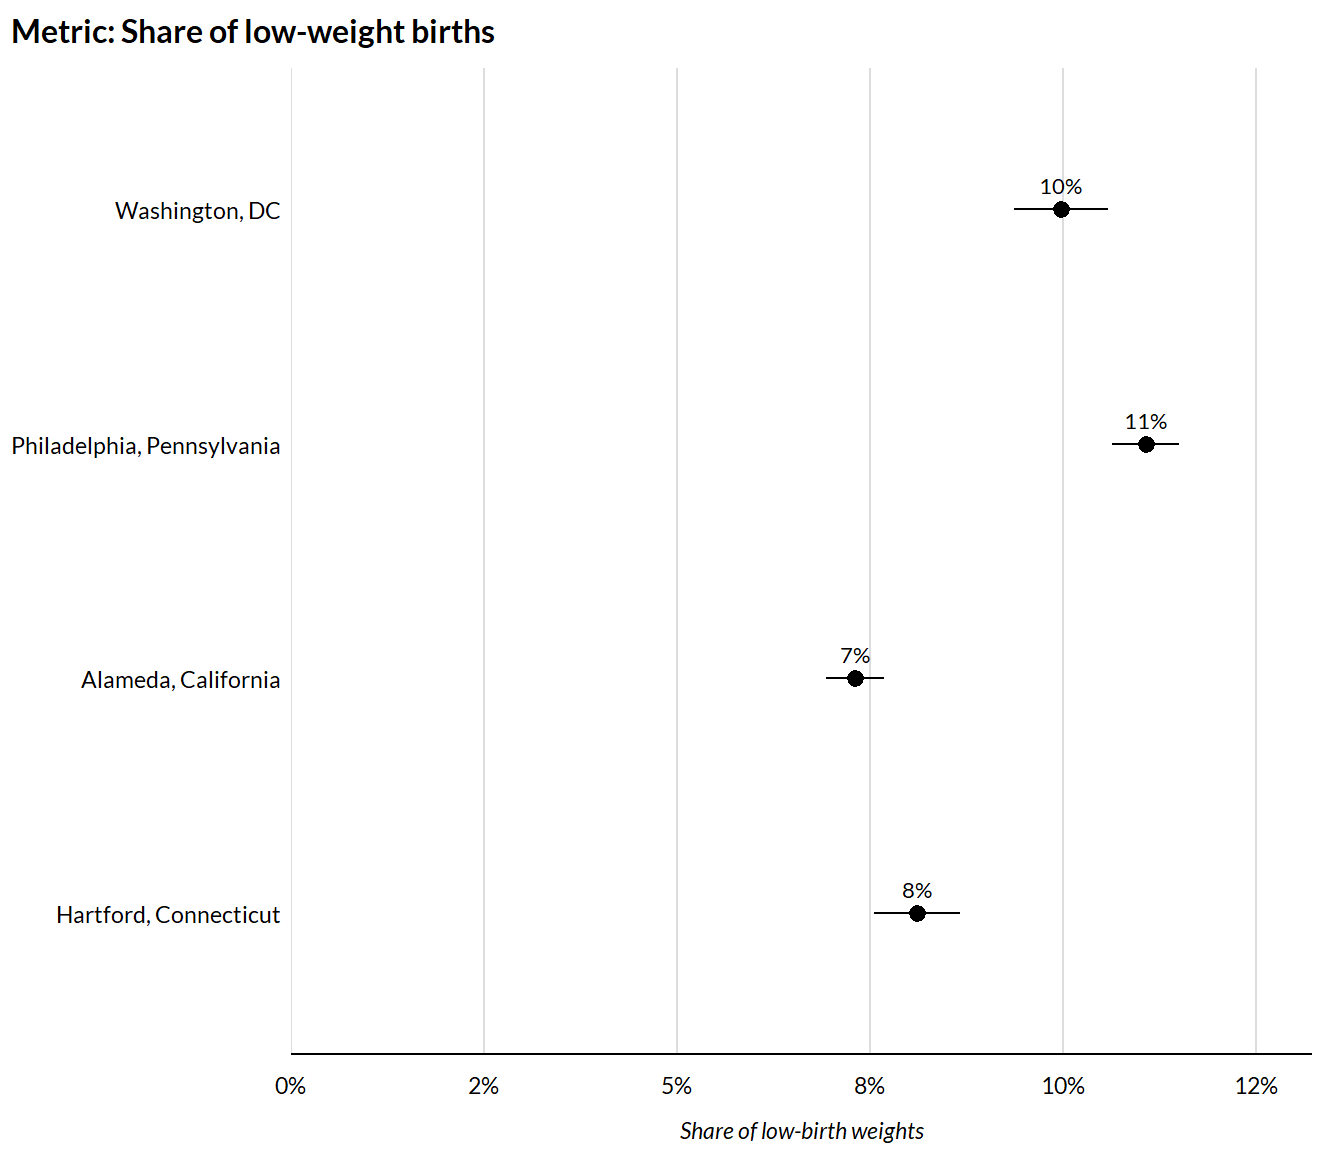 Metric: Share of low-weight births
10%
Washington, DC
11%
Philadelphia, Pennsylvania
7%
Alameda, California
8%
Hartford, Connecticut
0% 2% 5% 8% 10% 12%
Share of low-birth weights